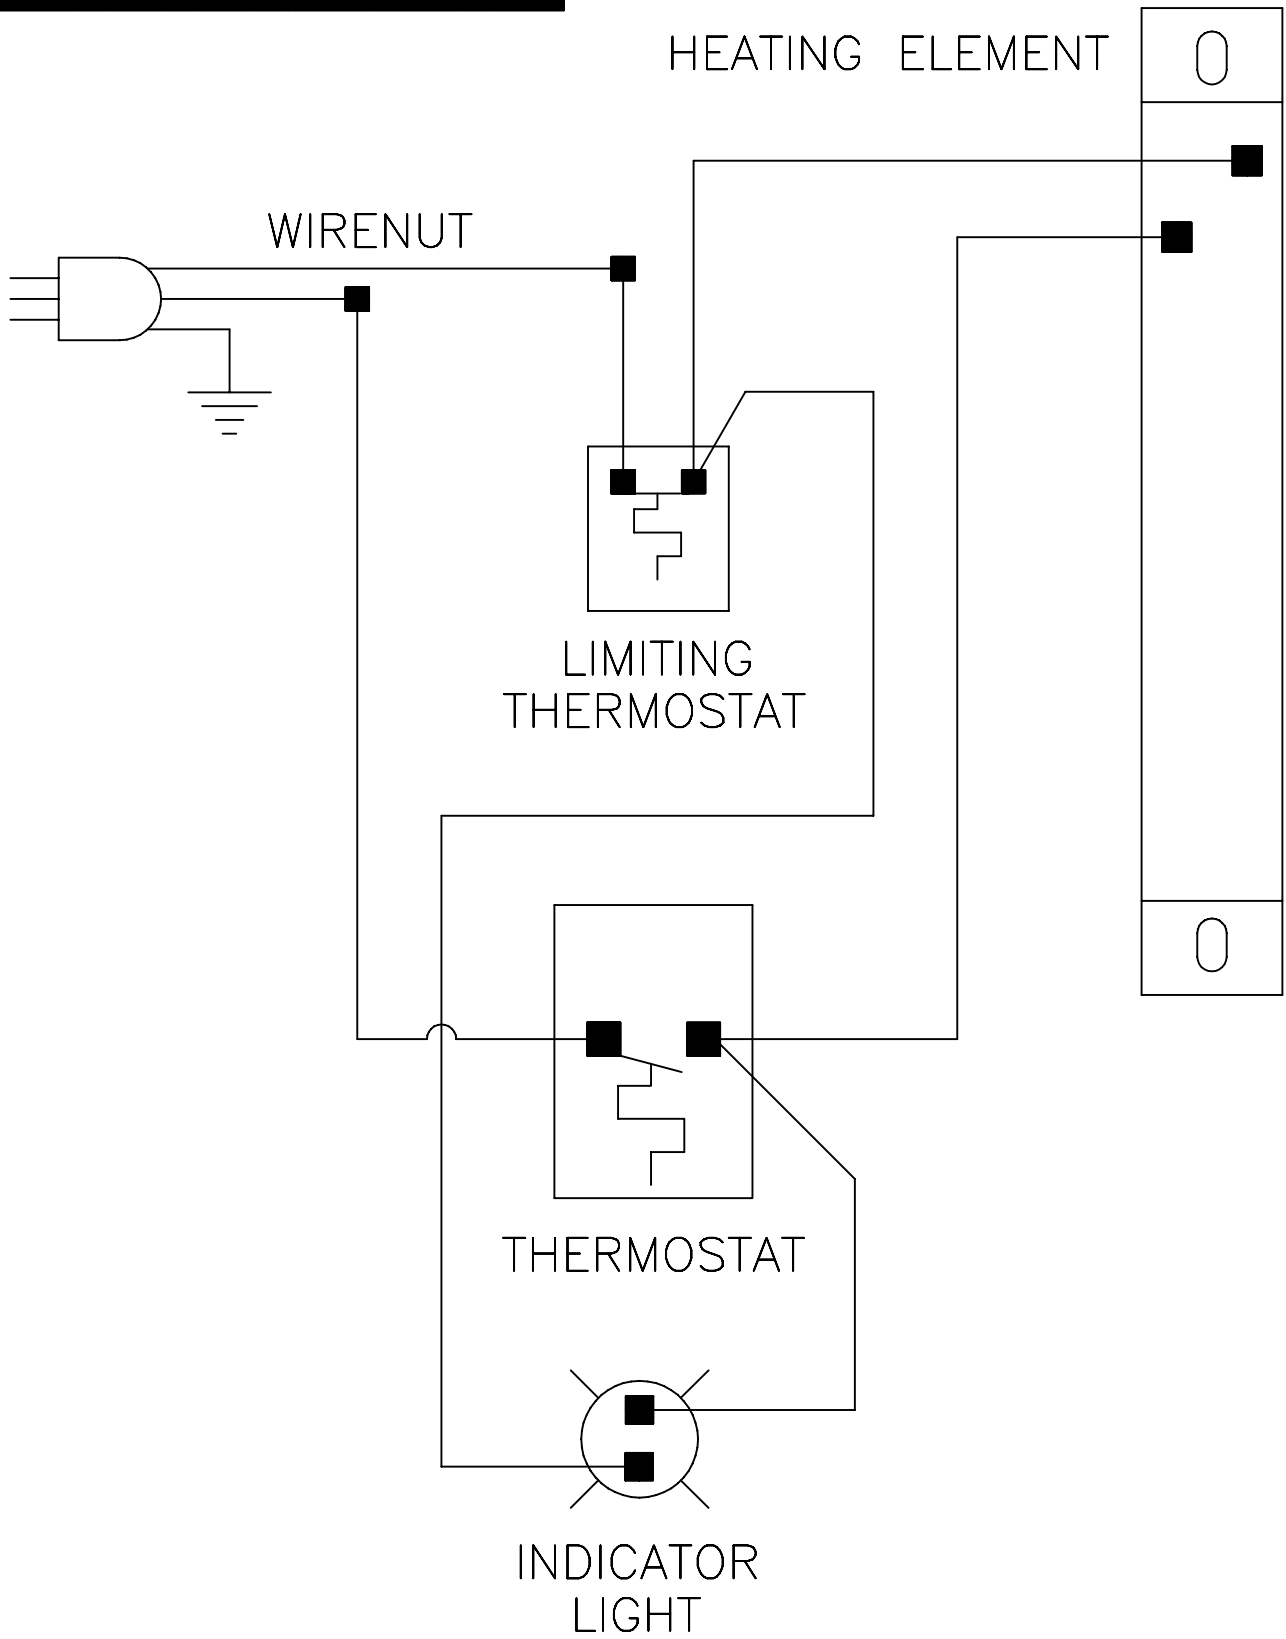 HEATING ELEMENT
WIRENUT
LIMITING
THERMOSTAT
THERMOSTAT
INDICATOR
LIGHT